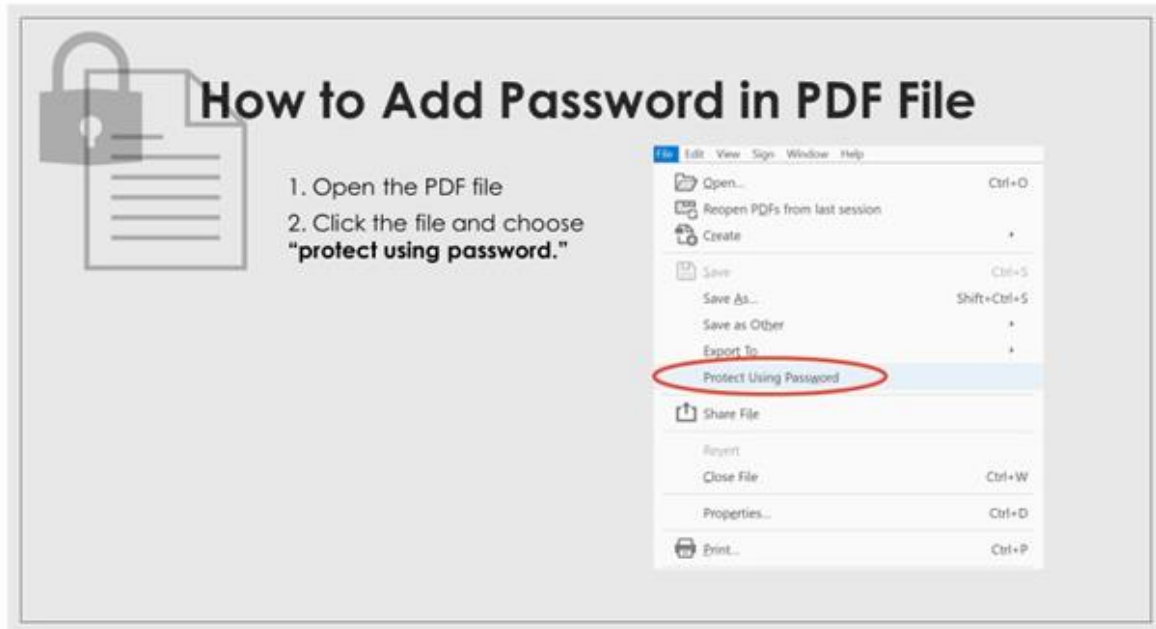 How to Add Password in PDF File
1. Open the PDF file
2. Click the file and choose
“protect using password.”
File Edit View Sign Window Help
Open... Ctrl+O
Reopen PDFs from last session
Create
Save Ctrl+S
Save As... Shift+Ctrl+S
Save as Other
Export To
Protect Using Password
Share File
Revert
Close File Ctrl+W
Properties... Ctrl+D
Print... Ctrl+P